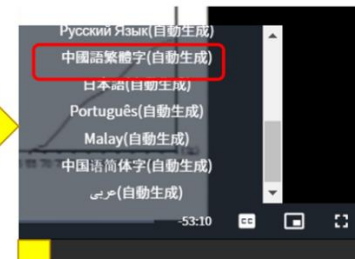 Русский Язык(自動生成)
中國語繁體字(自動生成)
日本語(自動生成)
Português(自動生成)
Malay(自動生成)
中国语简体字(自動生成)
عربي(自動生成)
-53:10
CC